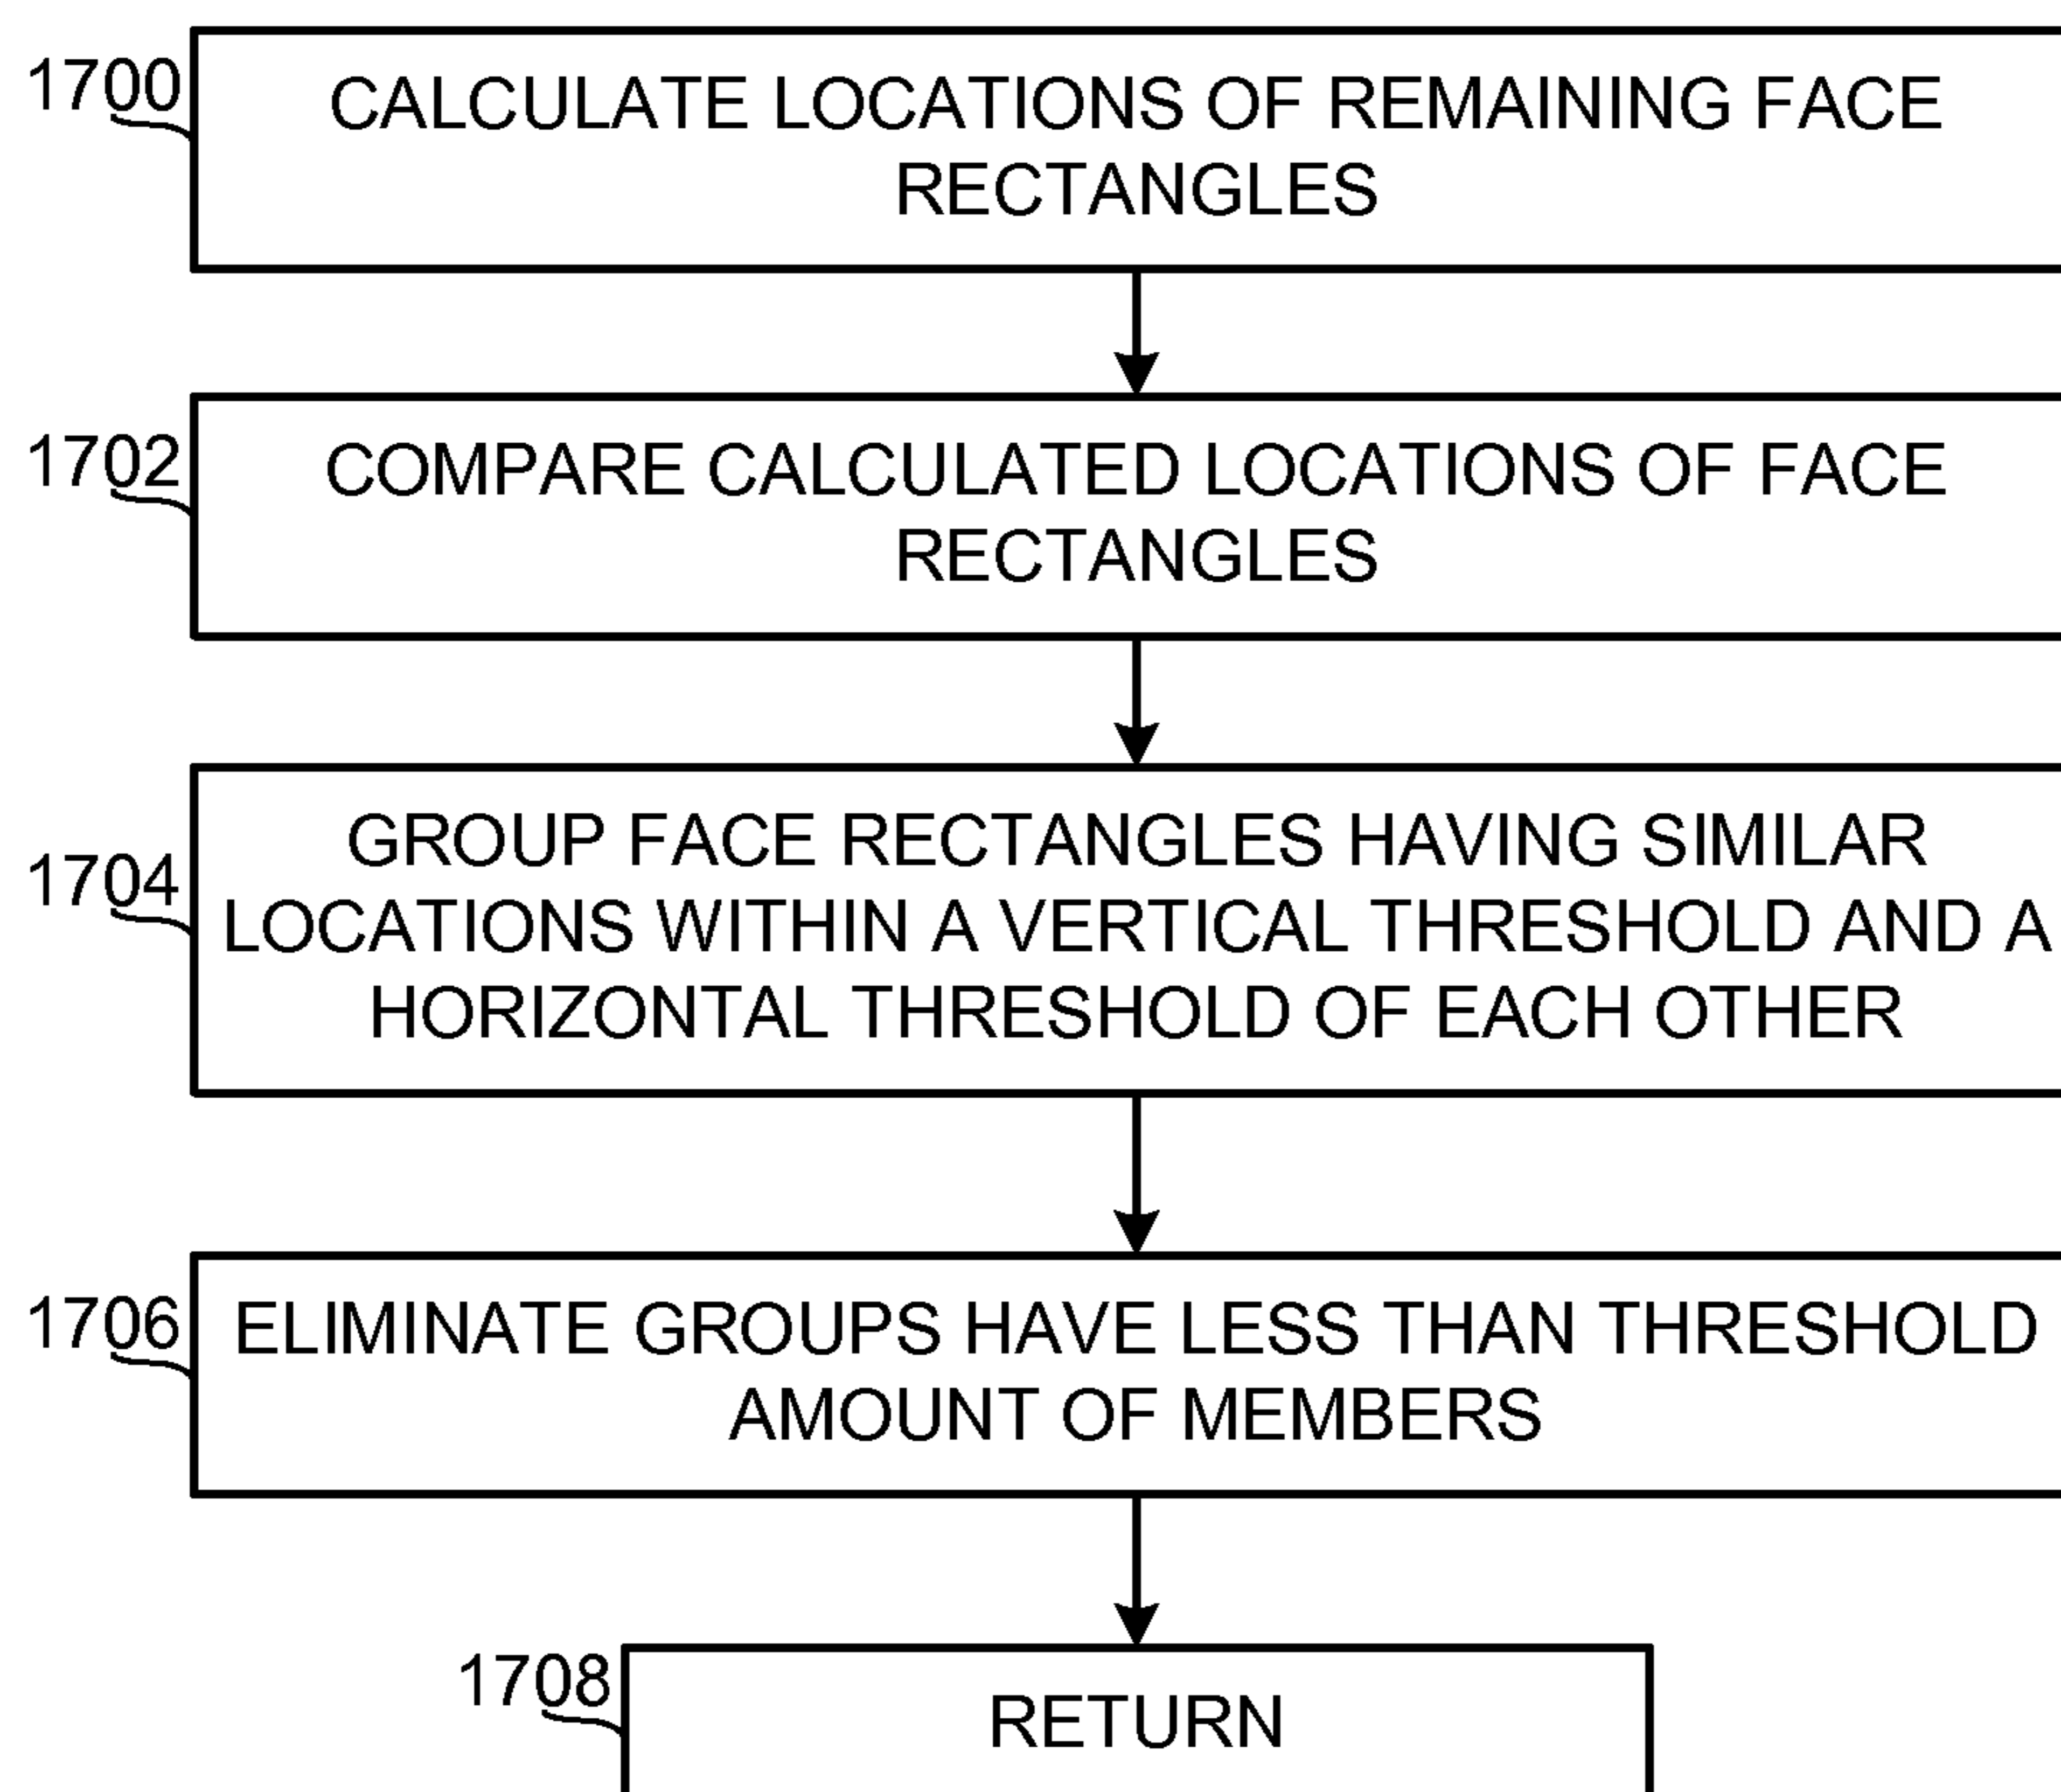 1700
CALCULATE LOCATIONS OF REMAINING FACE
RECTANGLES
1702
COMPARE CALCULATED LOCATIONS OF FACE
RECTANGLES
1704
GROUP FACE RECTANGLES HAVING SIMILAR
LOCATIONS WITHIN A VERTICAL THRESHOLD AND A
HORIZONTAL THRESHOLD OF EACH OTHER
1706
ELIMINATE GROUPS HAVE LESS THAN THRESHOLD
AMOUNT OF MEMBERS
1708
RETURN